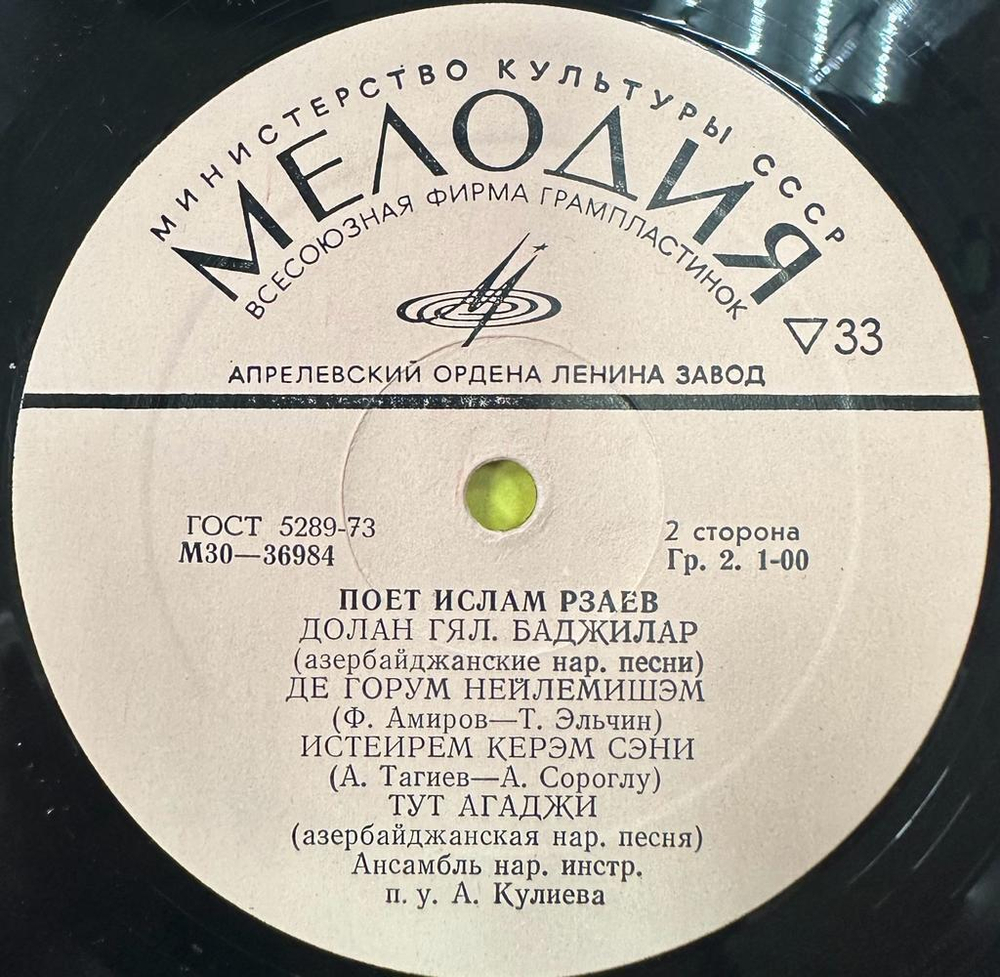 МИНИСТЕРСТВО КУЛЬТУРЫ СССР
МЕЛОДИЯ
ВСЕСОЮЗНАЯ ФИРМА ГРАМПЛАСТИНОК
33
АПРЕЛЕВСКИЙ ОРДЕНА ЛЕНИНА ЗАВОД
ГОСТ 5289-73
М30—36984
2 сторона
Гр. 2. 1-00
ПОЕТ ИСЛАМ РЗАЕВ
ДОЛАН ГЯЛ. БАДЖИЛАР
(азербайджанские нар. песни)
ДЕ ГОРУМ НЕЙЛЕМИШЭМ
(Ф. Амиров—Т. Эльчин)
ИСТЕИРЕМ КЕРЭМ СЭНИ
(А. Тагиев—А. Сороглу)
ТУТ АГАДЖИ
(азербайджанская нар. песня)
Ансамбль нар. инстр.
п. у. А. Кулиева